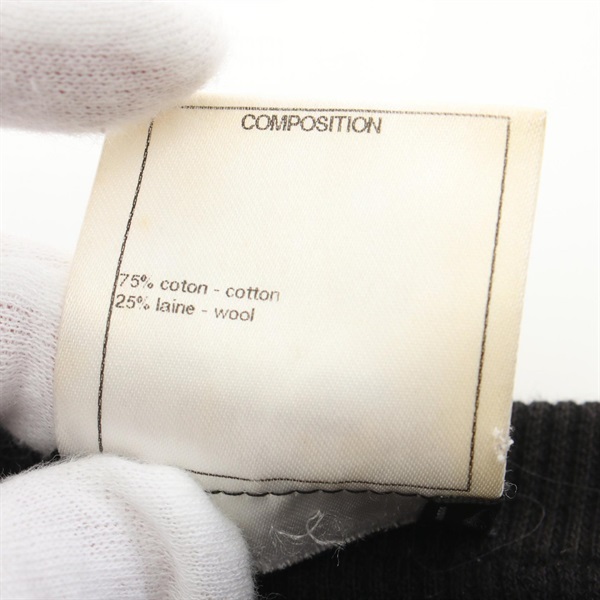 COMPOSITION
75% coton - cotton
25% laine - wool